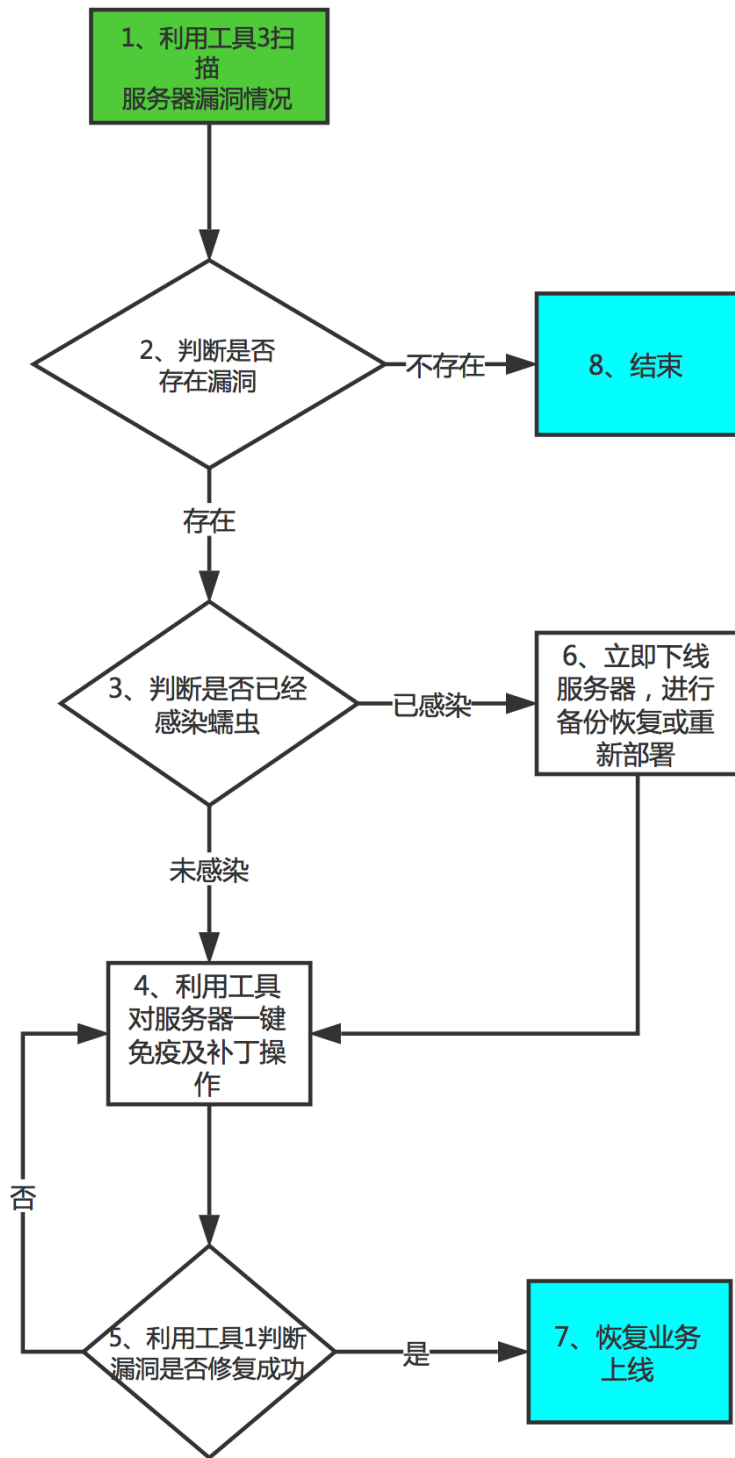 1、利用工具3扫
描
服务器漏洞情况
2、判断是否
存在漏洞
不存在
8、结束
存在
3、判断是否已经
感染蠕虫
已感染
6、立即下线
服务器，进行
备份恢复或重
新部署
未感染
4、利用工具
对服务器一键
免疫及补丁操
作
否
5、利用工具1判断
漏洞是否修复成功
是
7、恢复业务
上线